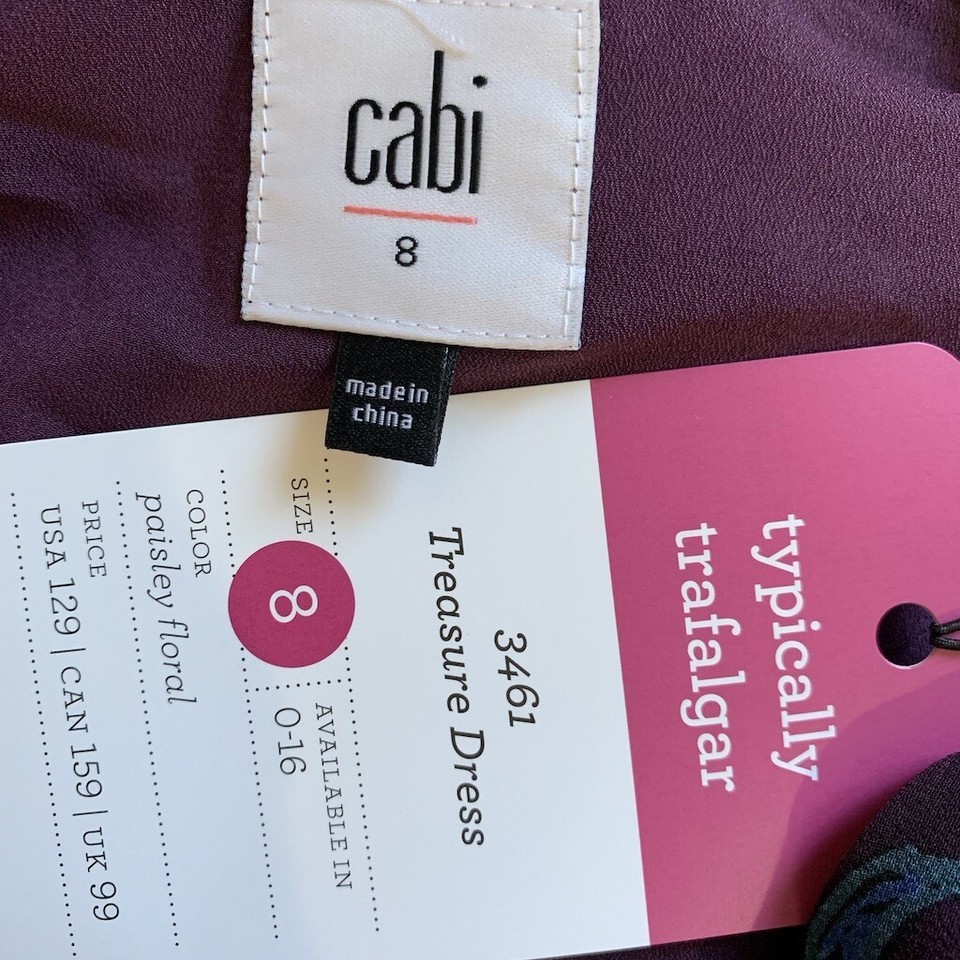 cabi
8
made in
china
typically
trafalgar
3461
Treasure Dress
SIZE
8
AVAILABLE IN
0-16
COLOR
paisley floral
PRICE
USA 129 | CAN 159 | UK 99